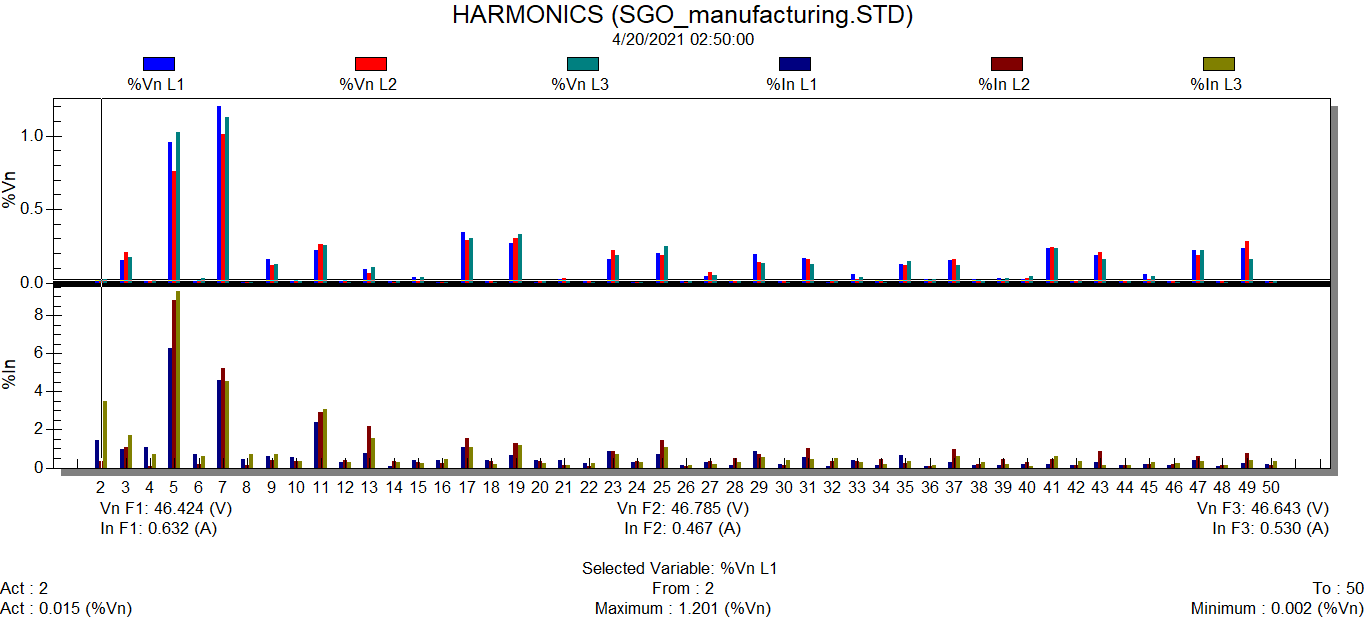 HARMONICS (SGO_manufacturing.STD)
4/20/2021 02:50:00
%Vn L1 %Vn L2 %Vn L3 %In L1 %In L2 %In L3
%Vn
1.0
0.5
0.0
%In
8
6
4
2
0
2 3 4 5 6 7 8 9 10 11 12 13 14 15 16 17 18 19 20 21 22 23 24 25 26 27 28 29 30 31 32 33 34 35 36 37 38 39 40 41 42 43 44 45 46 47 48 49 50
Vn F1: 46.424 (V) Vn F2: 46.785 (V) Vn F3: 46.643 (V)
In F1: 0.632 (A) In F2: 0.467 (A) In F3: 0.530 (A)
Selected Variable: %Vn L1
Act : 2 From : 2 To : 50
Act : 0.015 (%Vn) Maximum : 1.201 (%Vn) Minimum : 0.002 (%Vn)